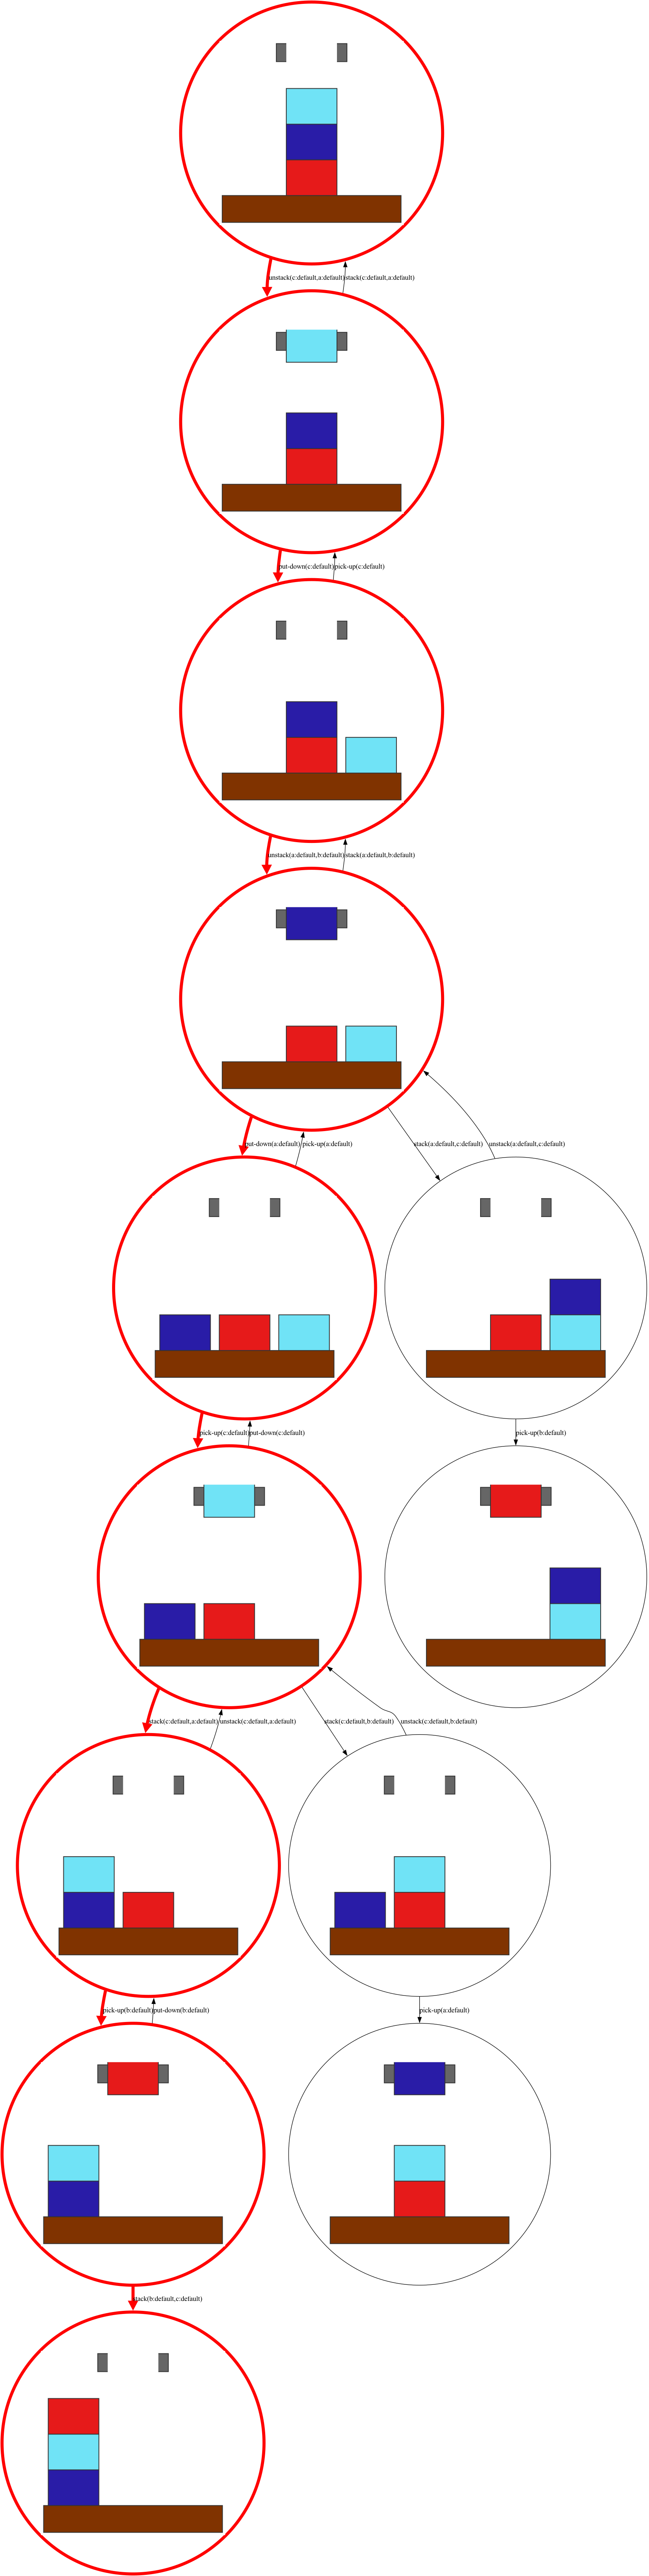 unstack(c:default,a:default) stack(c:default,a:default)
put-down(c:default) pick-up(c:default)
unstack(a:default,b:default) stack(a:default,b:default)
put-down(a:default) pick-up(a:default) stack(a:default,c:default) unstack(a:default,c:default)
pick-up(c:default) put-down(c:default) pick-up(b:default)
stack(c:default,a:default) unstack(c:default,a:default) stack(c:default,b:default) unstack(c:default,b:default)
pick-up(b:default) put-down(b:default) pick-up(a:default)
stack(b:default,c:default)